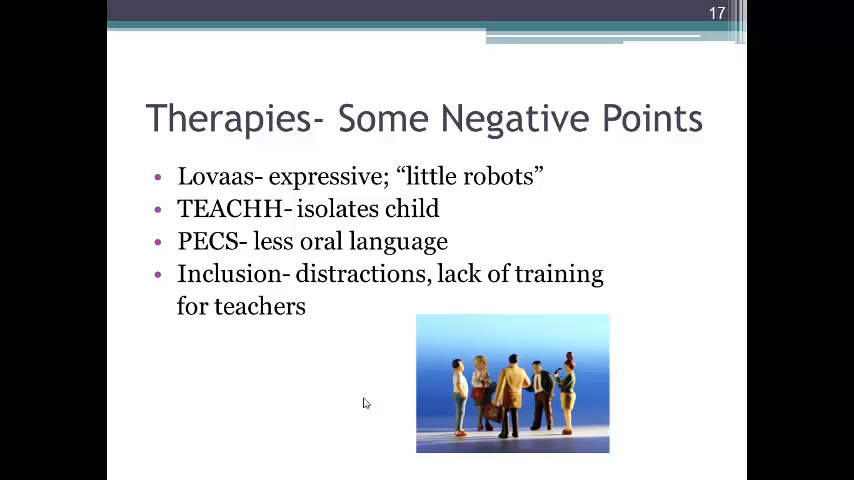 17
Therapies- Some Negative Points
• Lovaas- expressive; “little robots”
• TEACHH- isolates child
• PECS- less oral language
• Inclusion- distractions, lack of training
for teachers